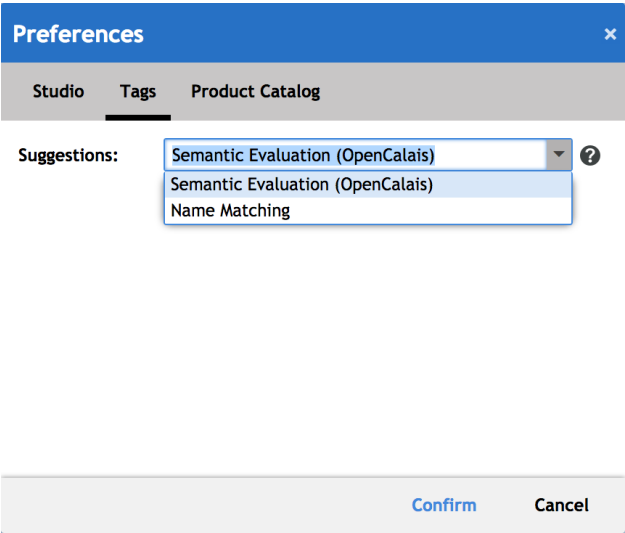 Preferences
Studio Tags Product Catalog
Suggestions: Semantic Evaluation (OpenCalais)
Semantic Evaluation (OpenCalais)
Name Matching
Confirm Cancel